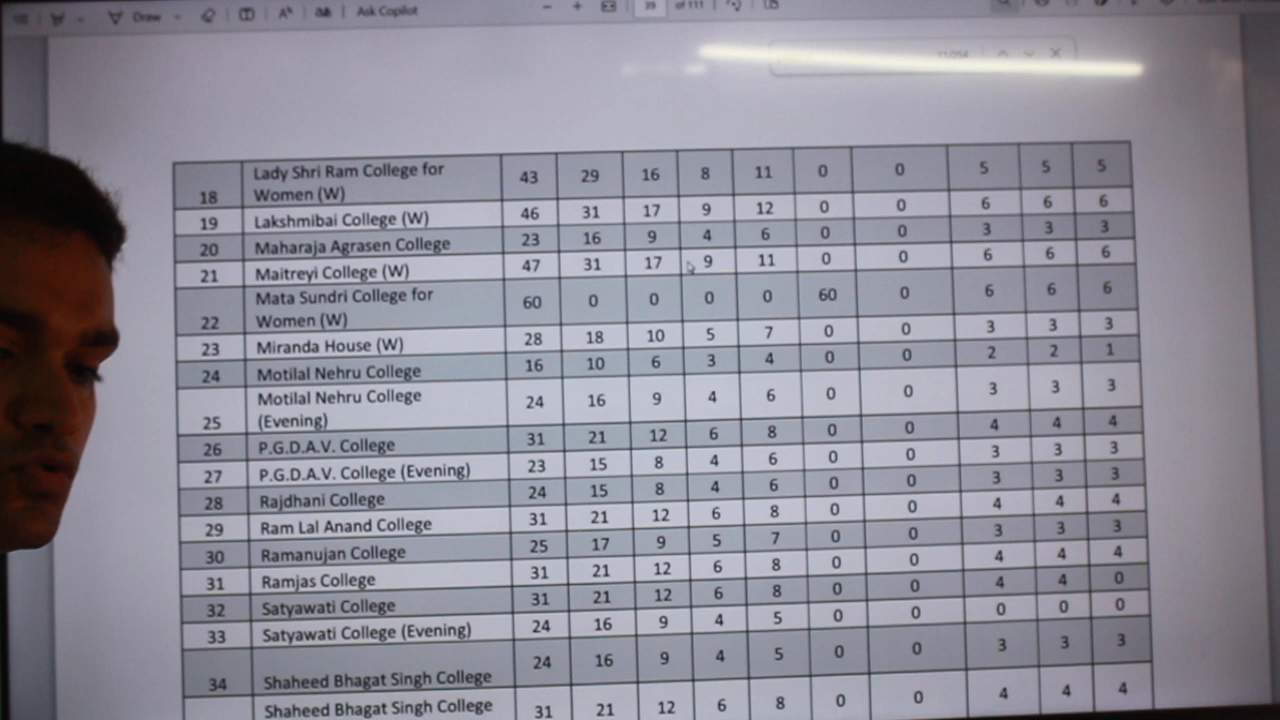 Draw
Ask Copilot
39 of 111
18 Lady Shri Ram College for Women (W) 43 29 16 8 11 0 0 5 5 5
19 Lakshmibai College (W) 46 31 17 9 12 0 0 6 6 6
20 Maharaja Agrasen College 23 16 9 4 6 0 0 3 3 3
21 Maitreyi College (W) 47 31 17 9 11 0 0 6 6 6
22 Mata Sundri College for Women (W) 60 0 0 0 0 60 0 6 6 6
23 Miranda House (W) 28 18 10 5 7 0 0 3 3 3
24 Motilal Nehru College 16 10 6 3 4 0 0 2 2 1
25 Motilal Nehru College (Evening) 24 16 9 4 6 0 0 3 3 3
26 P.G.D.A.V. College 31 21 12 6 8 0 0 4 4 4
27 P.G.D.A.V. College (Evening) 23 15 8 4 6 0 0 3 3 3
28 Rajdhani College 24 15 8 4 6 0 0 3 3 3
29 Ram Lal Anand College 31 21 12 6 8 0 0 4 4 4
30 Ramanujan College 25 17 9 5 7 0 0 3 3 3
31 Ramjas College 31 21 12 6 8 0 0 4 4 4
32 Satyawati College 31 21 12 6 8 0 0 4 4 0
33 Satyawati College (Evening) 24 16 9 4 5 0 0 0 0 0
34 Shaheed Bhagat Singh College 24 16 9 4 5 0 0 3 3 3
Shaheed Bhagat Singh College 31 21 12 6 8 0 0 4 4 4